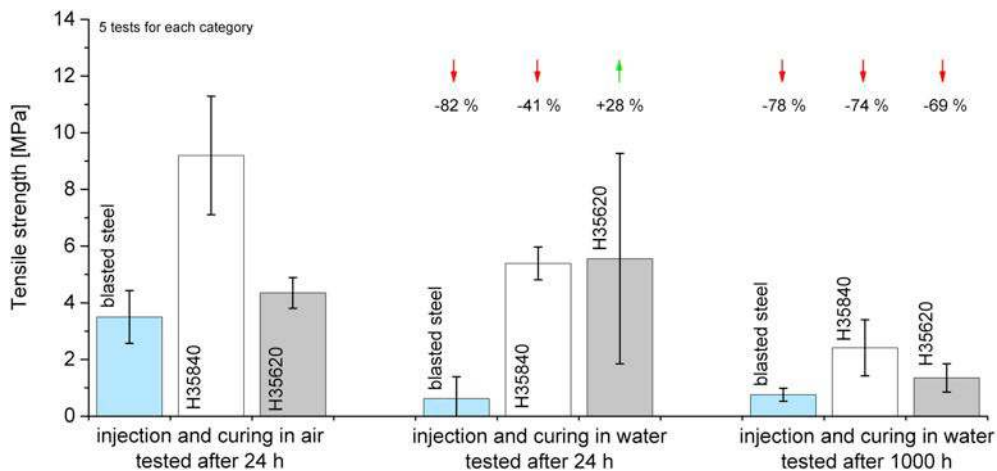 14
12
10
8
6
4
2
0
Tensile strength [MPa]
5 tests for each category
-82 %
-41 %
+28 %
-78 %
-74 %
-69 %
blasted steel
H35840
H35620
blasted steel
H35840
H35620
blasted steel
H35840
H35620
injection and curing in air
tested after 24 h
injection and curing in water
tested after 24 h
injection and curing in water
tested after 1000 h